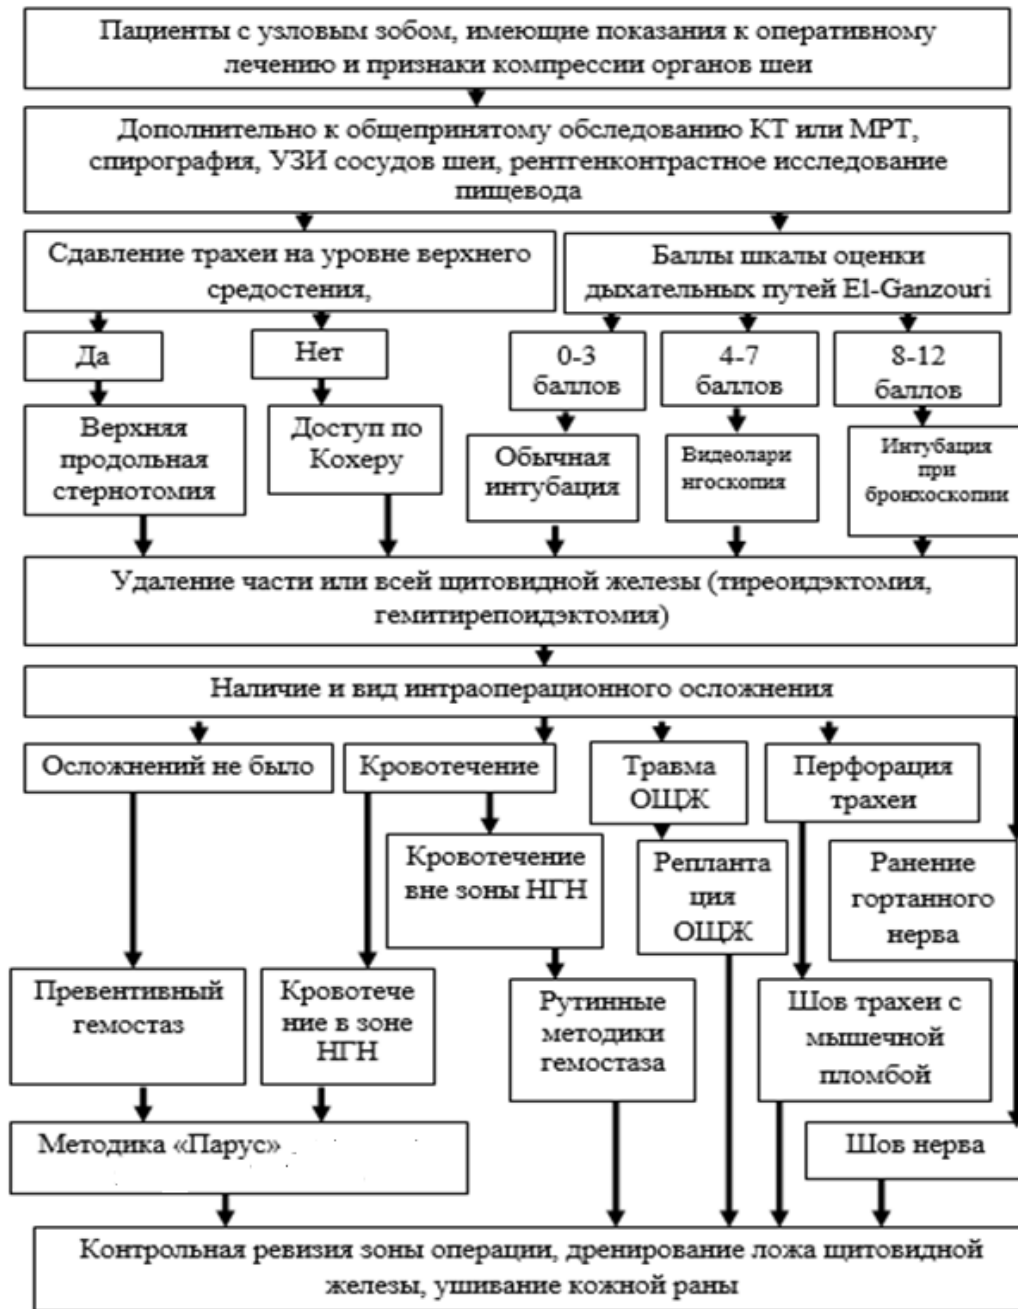 Пациенты с узловым зобом, имеющие показания к оперативному
лечению и признаки компрессии органов шеи
Дополнительно к общепринятому обследованию КТ или МРТ,
спирография, УЗИ сосудов шеи, рентгенконтрастное исследование
пищевода
Сдавление трахеи на уровне верхнего
средостения,
Баллы шкалы оценки
дыхательных путей El-Ganzouri
Да
Нет
0-3
баллов
4-7
баллов
8-12
баллов
Верхняя
продольная
стернотомия
Доступ по
Кохеру
Обычная
интубация
Видеолари
нгоскопия
Интубация
при
бронхоскопии
Удаление части или всей щитовидной железы (тиреоидэктомия,
гемитирепоидэктомия)
Наличие и вид интраоперационного осложнения
Осложнений не было
Кровотечение
Травма
ОЩЖ
Перфорация
трахеи
Кровотечение
вне зоны НГН
Репланта
ция
ОЩЖ
Ранение
гортанного
нерва
Превентивный
гемостаз
Кровотече
ние в зоне
НГН
Рутинные
методики
гемостаза
Шов трахеи с
мышечной
пломбой
Методика «Парус»
Шов нерва
Контрольная ревизия зоны операции, дренирование ложа щитовидной
железы, ушивание кожной раны